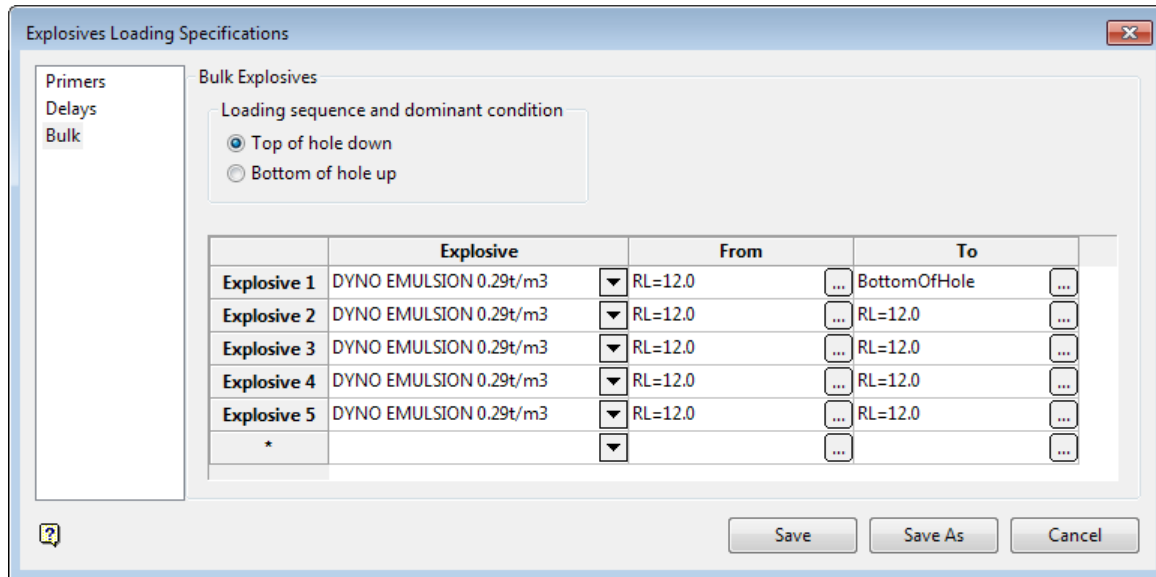 Explosives Loading Specifications
Primers
Delays
Bulk
Bulk Explosives
Loading sequence and dominant condition
Top of hole down
Bottom of hole up
Explosive From To
Explosive 1 DYNO EMULSION 0.29t/m3 RL=12.0 ... BottomOfHole ...
Explosive 2 DYNO EMULSION 0.29t/m3 RL=12.0 ... RL=12.0 ...
Explosive 3 DYNO EMULSION 0.29t/m3 RL=12.0 ... RL=12.0 ...
Explosive 4 DYNO EMULSION 0.29t/m3 RL=12.0 ... RL=12.0 ...
Explosive 5 DYNO EMULSION 0.29t/m3 RL=12.0 ... RL=12.0 ...
* ... ...
? Save Save As Cancel